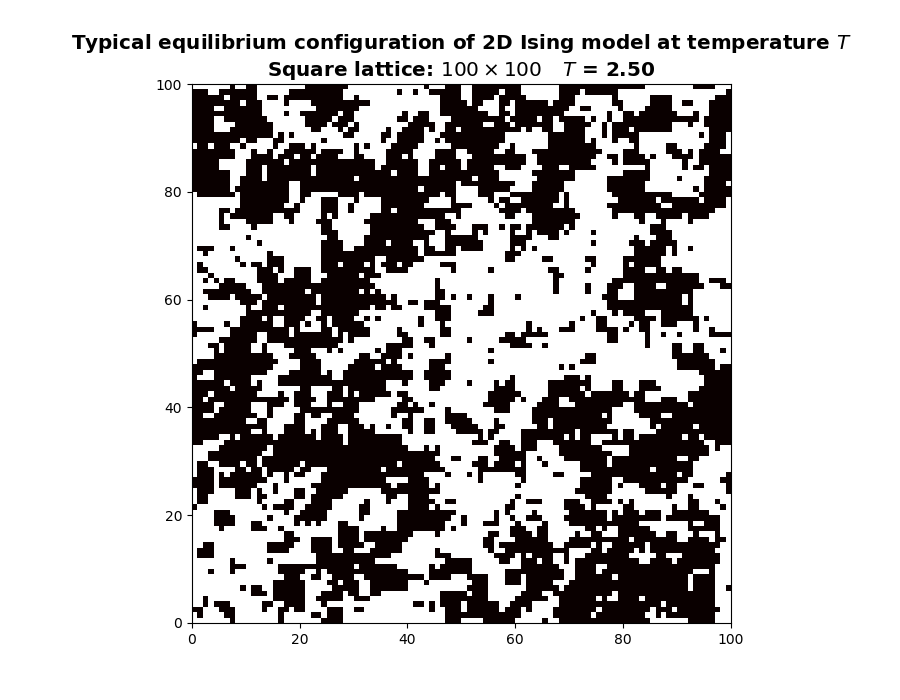 Typical equilibrium configuration of 2D Ising model at temperature T
Square lattice: 100 × 100 T = 2.50
100
80
60
40
20
0
0 20 40 60 80 100